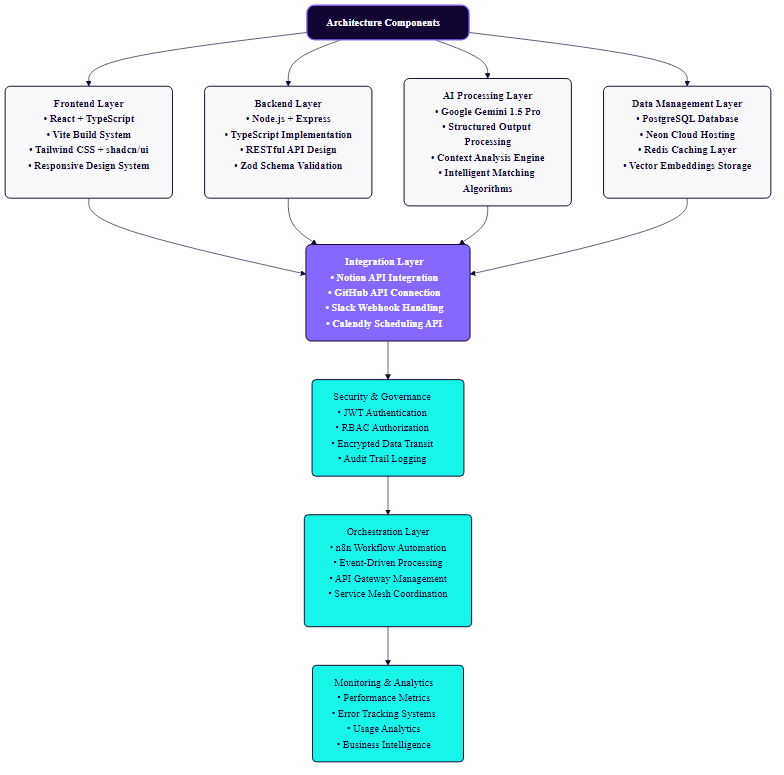 Architecture Components
Frontend Layer
• React + TypeScript
• Vite Build System
• Tailwind CSS + shadcn/ui
• Responsive Design System
Backend Layer
• Node.js + Express
• TypeScript Implementation
• RESTful API Design
• Zod Schema Validation
AI Processing Layer
• Google Gemini 1.5 Pro
• Structured Output
Processing
• Context Analysis Engine
• Intelligent Matching
Algorithms
Data Management Layer
• PostgreSQL Database
• Neon Cloud Hosting
• Redis Caching Layer
• Vector Embeddings Storage
Integration Layer
• Notion API Integration
• GitHub API Connection
• Slack Webhook Handling
• Calendly Scheduling API
Security & Governance
• JWT Authentication
• RBAC Authorization
• Encrypted Data Transit
• Audit Trail Logging
Orchestration Layer
• n8n Workflow Automation
• Event-Driven Processing
• API Gateway Management
• Service Mesh Coordination
Monitoring & Analytics
• Performance Metrics
• Error Tracking Systems
• Usage Analytics
• Business Intelligence